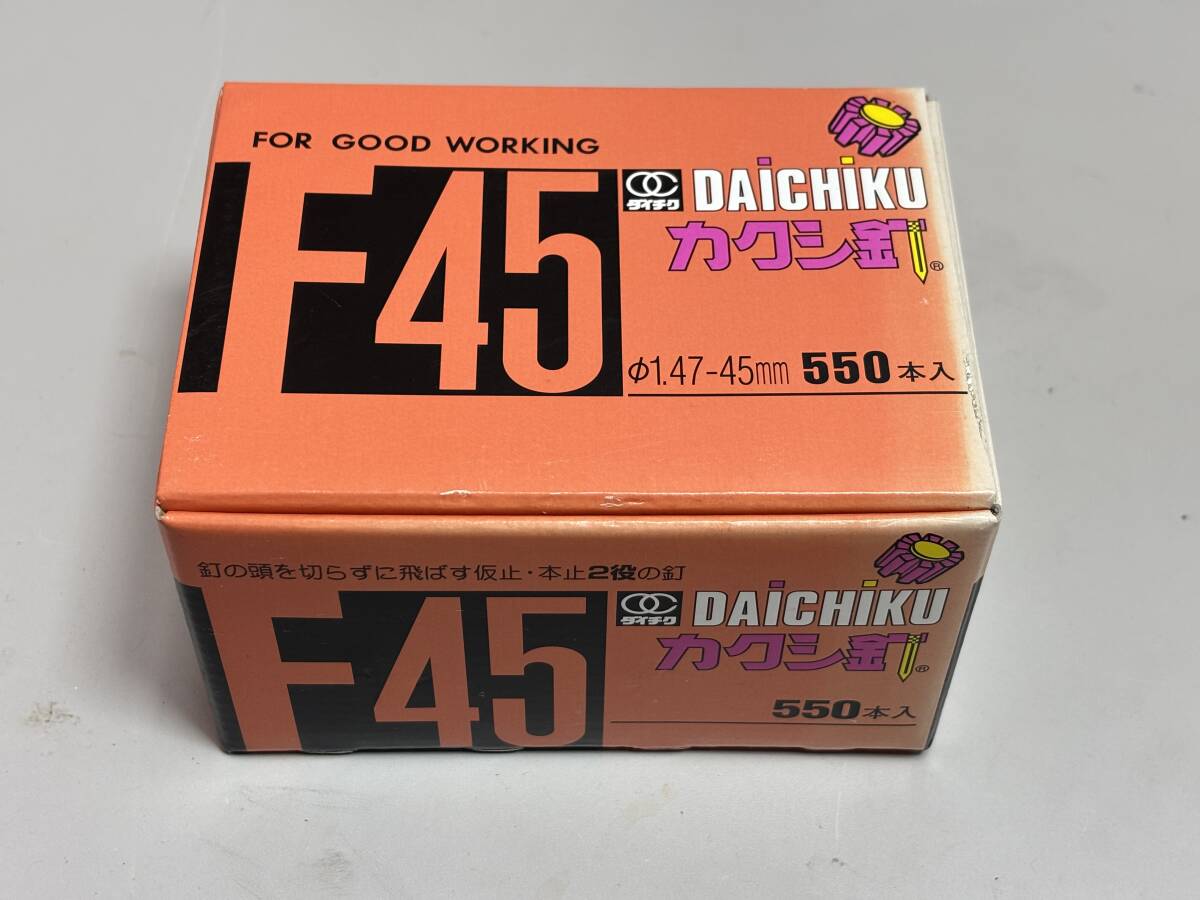 FOR GOOD WORKING
F45
ダイチク
DAiCHiKU
カクシ釘®
φ1.47-45mm 550本入
釘の頭を切らずに飛ばす仮止・本止2役の釘
F45
ダイチク
DAiCHiKU
カクシ釘®
550本入